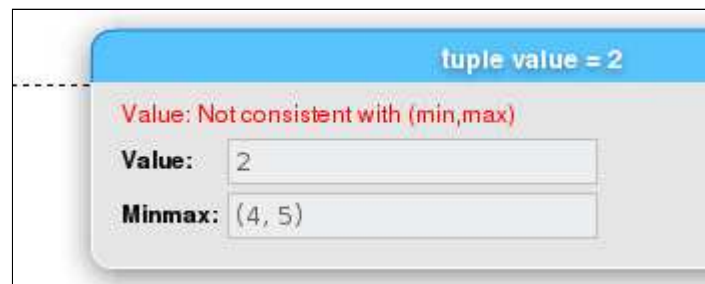 tuple value = 2
Value: Not consistent with (min,max)
Value: 2
Minmax: (4, 5)